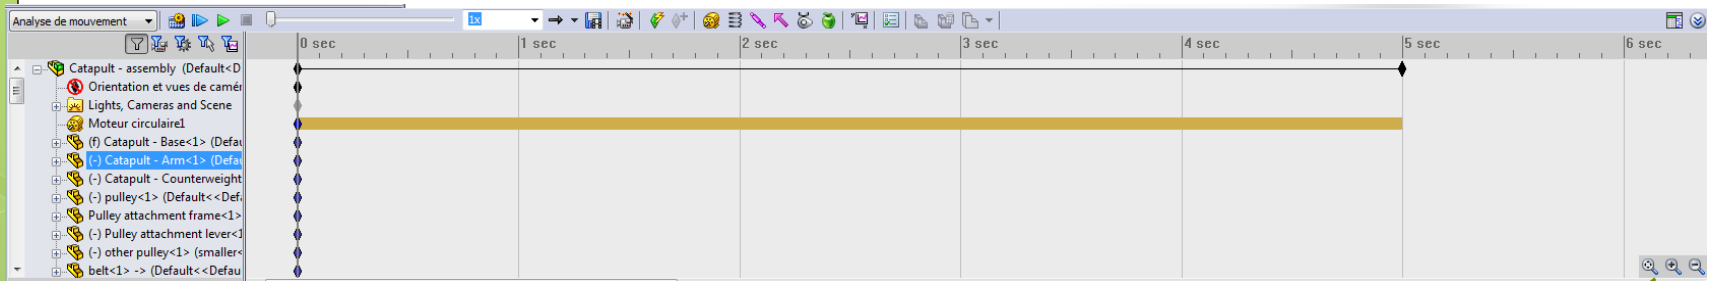 Analyse de mouvement 1x
0 sec 1 sec 2 sec 3 sec 4 sec 5 sec 6 sec
Catapult - assembly (Default<D
Orientation et vues de camér
Lights, Cameras and Scene
Moteur circulaire1
(f) Catapult - Base<1> (Defau
(-) Catapult - Arm<1> (Defau
(-) Catapult - Counterweight
(-) pulley<1> (Default<<Def
Pulley attachment frame<1>
(-) Pulley attachment lever<1
(-) other pulley<1> (smaller<
belt<1> -> (Default<<Defau